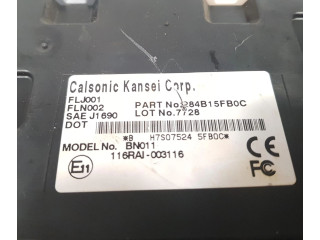 Calsonic Kansei Corp.
FLJ001
FLN002 PART No.:284B15FB0C
SAE J1690 LOT No.7728
DOT
*B H7S07524 5FB0C*
MODEL No. BN011
116RAI-003116
E11 CE
FC